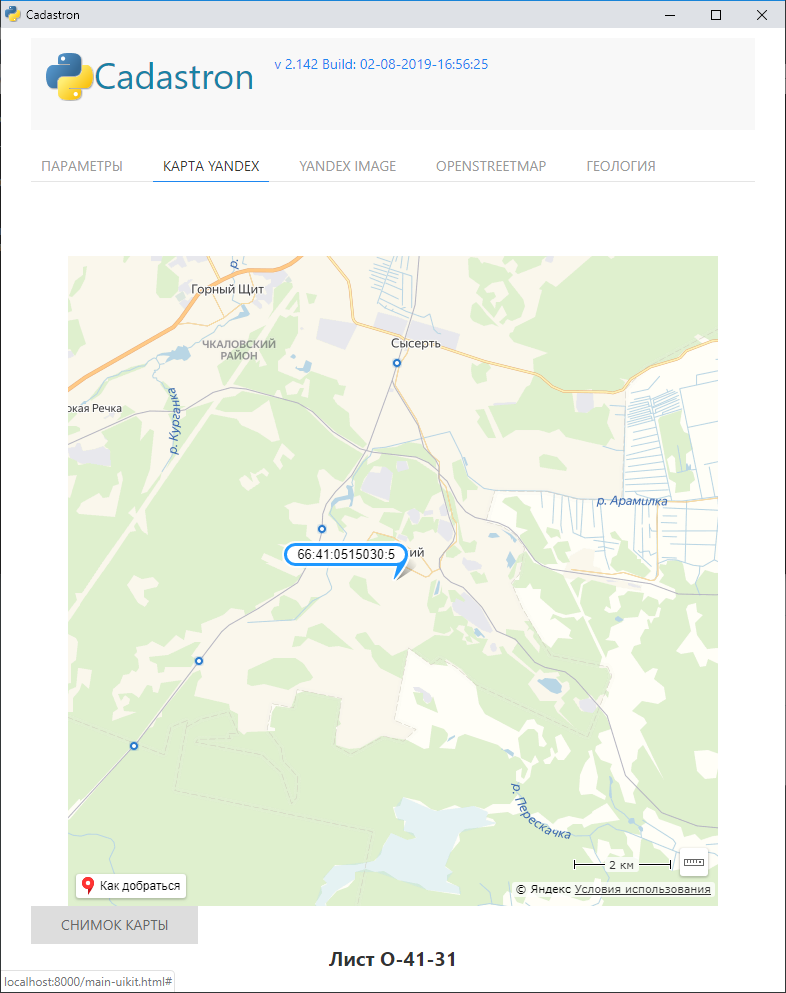 Cadastron
Cadastron
v 2.142 Build: 02-08-2019-16:56:25
ПАРАМЕТРЫ
КАРТА YANDEX
YANDEX IMAGE
OPENSTREETMAP
ГЕОЛОГИЯ
р.
Горный Щит
ЧКАЛОВСКИЙ
РАЙОН
Сысерть
окая Речка
р. Курганка
р. Арамилка
66:41:0515030:5
ий
р. Перескачка
2 км
Как добраться
© Яндекс Условия использования
СНИМОК КАРТЫ
Лист O-41-31
localhost:8000/main-uikit.html#